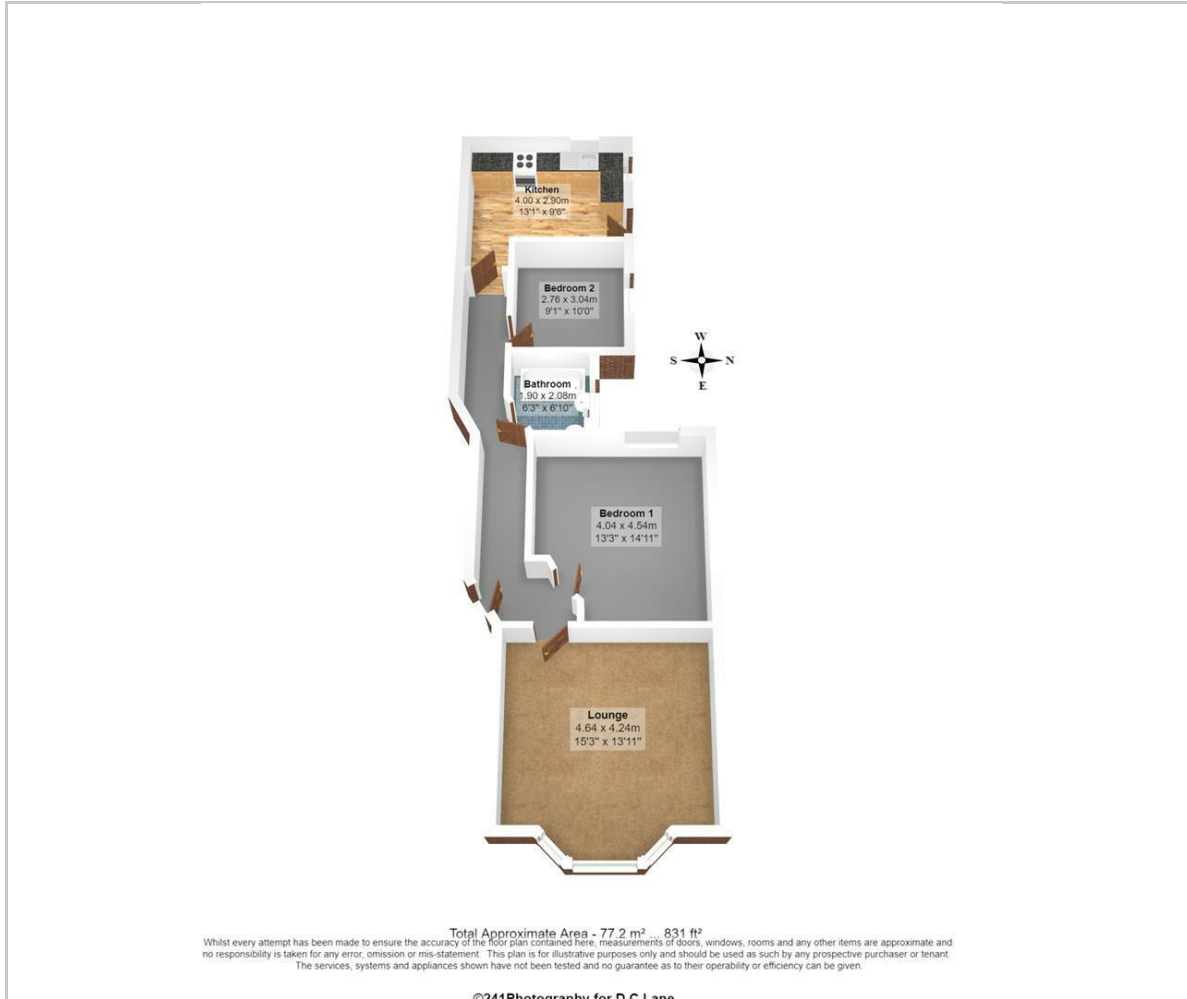 Kitchen
4.00 x 2.90m
13'1" x 9'6"
Bedroom 2
2.76 x 3.04m
9'1" x 10'0"
W
S N
E
Bathroom
1.90 x 2.08m
6'3" x 6'10"
Bedroom 1
4.04 x 4.54m
13'3" x 14'11"
Lounge
4.64 x 4.24m
15'3" x 13'11"
Total Approximate Area - 77.2 m² ... 831 ft²
Whilst every attempt has been made to ensure the accuracy of the floor plan contained here, measurements of doors, windows, rooms and any other items are approximate and
no responsibility is taken for any error, omission or mis-statement. This plan is for illustrative purposes only and should be used as such by any prospective purchaser or tenant.
The services, systems and appliances shown have not been tested and no guarantee as to their operability or efficiency can be given.
©241Photography for D C Lane